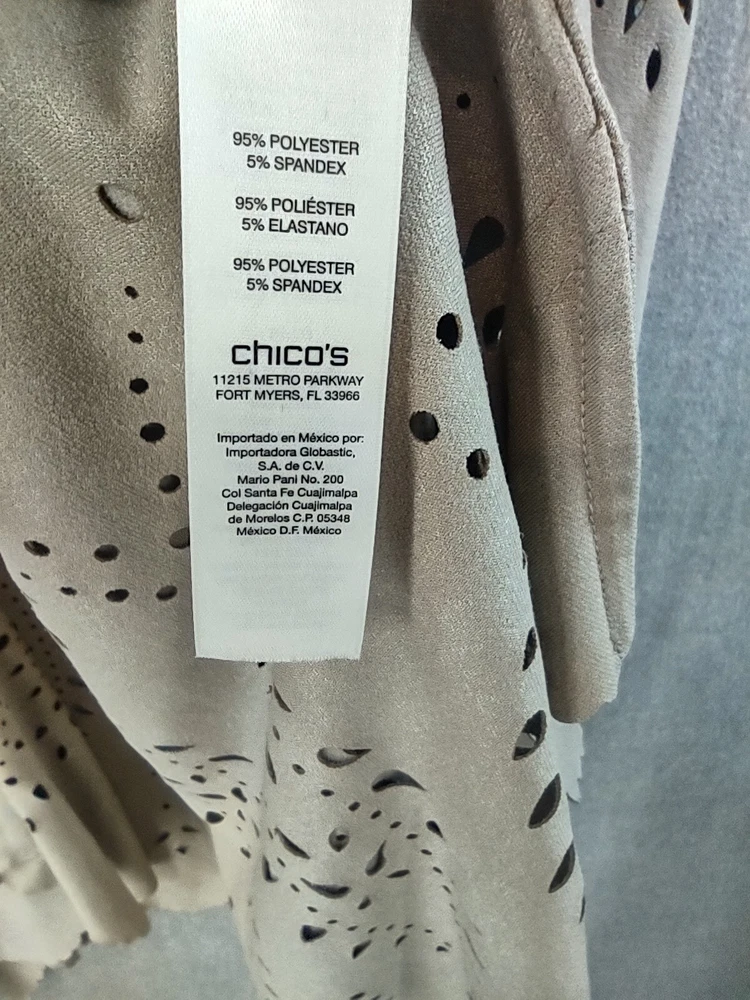 95% POLYESTER
5% SPANDEX
95% POLIÉSTER
5% ELASTANO
95% POLYESTER
5% SPANDEX
chico's
11215 METRO PARKWAY
FORT MYERS, FL 33966
Importado en México por:
Importadora Globastic,
S.A. de C.V.
Mario Pani No. 200
Col Santa Fe Cuajimalpa
Delegación Cuajimalpa
de Morelos C.P. 05348
México D.F. México